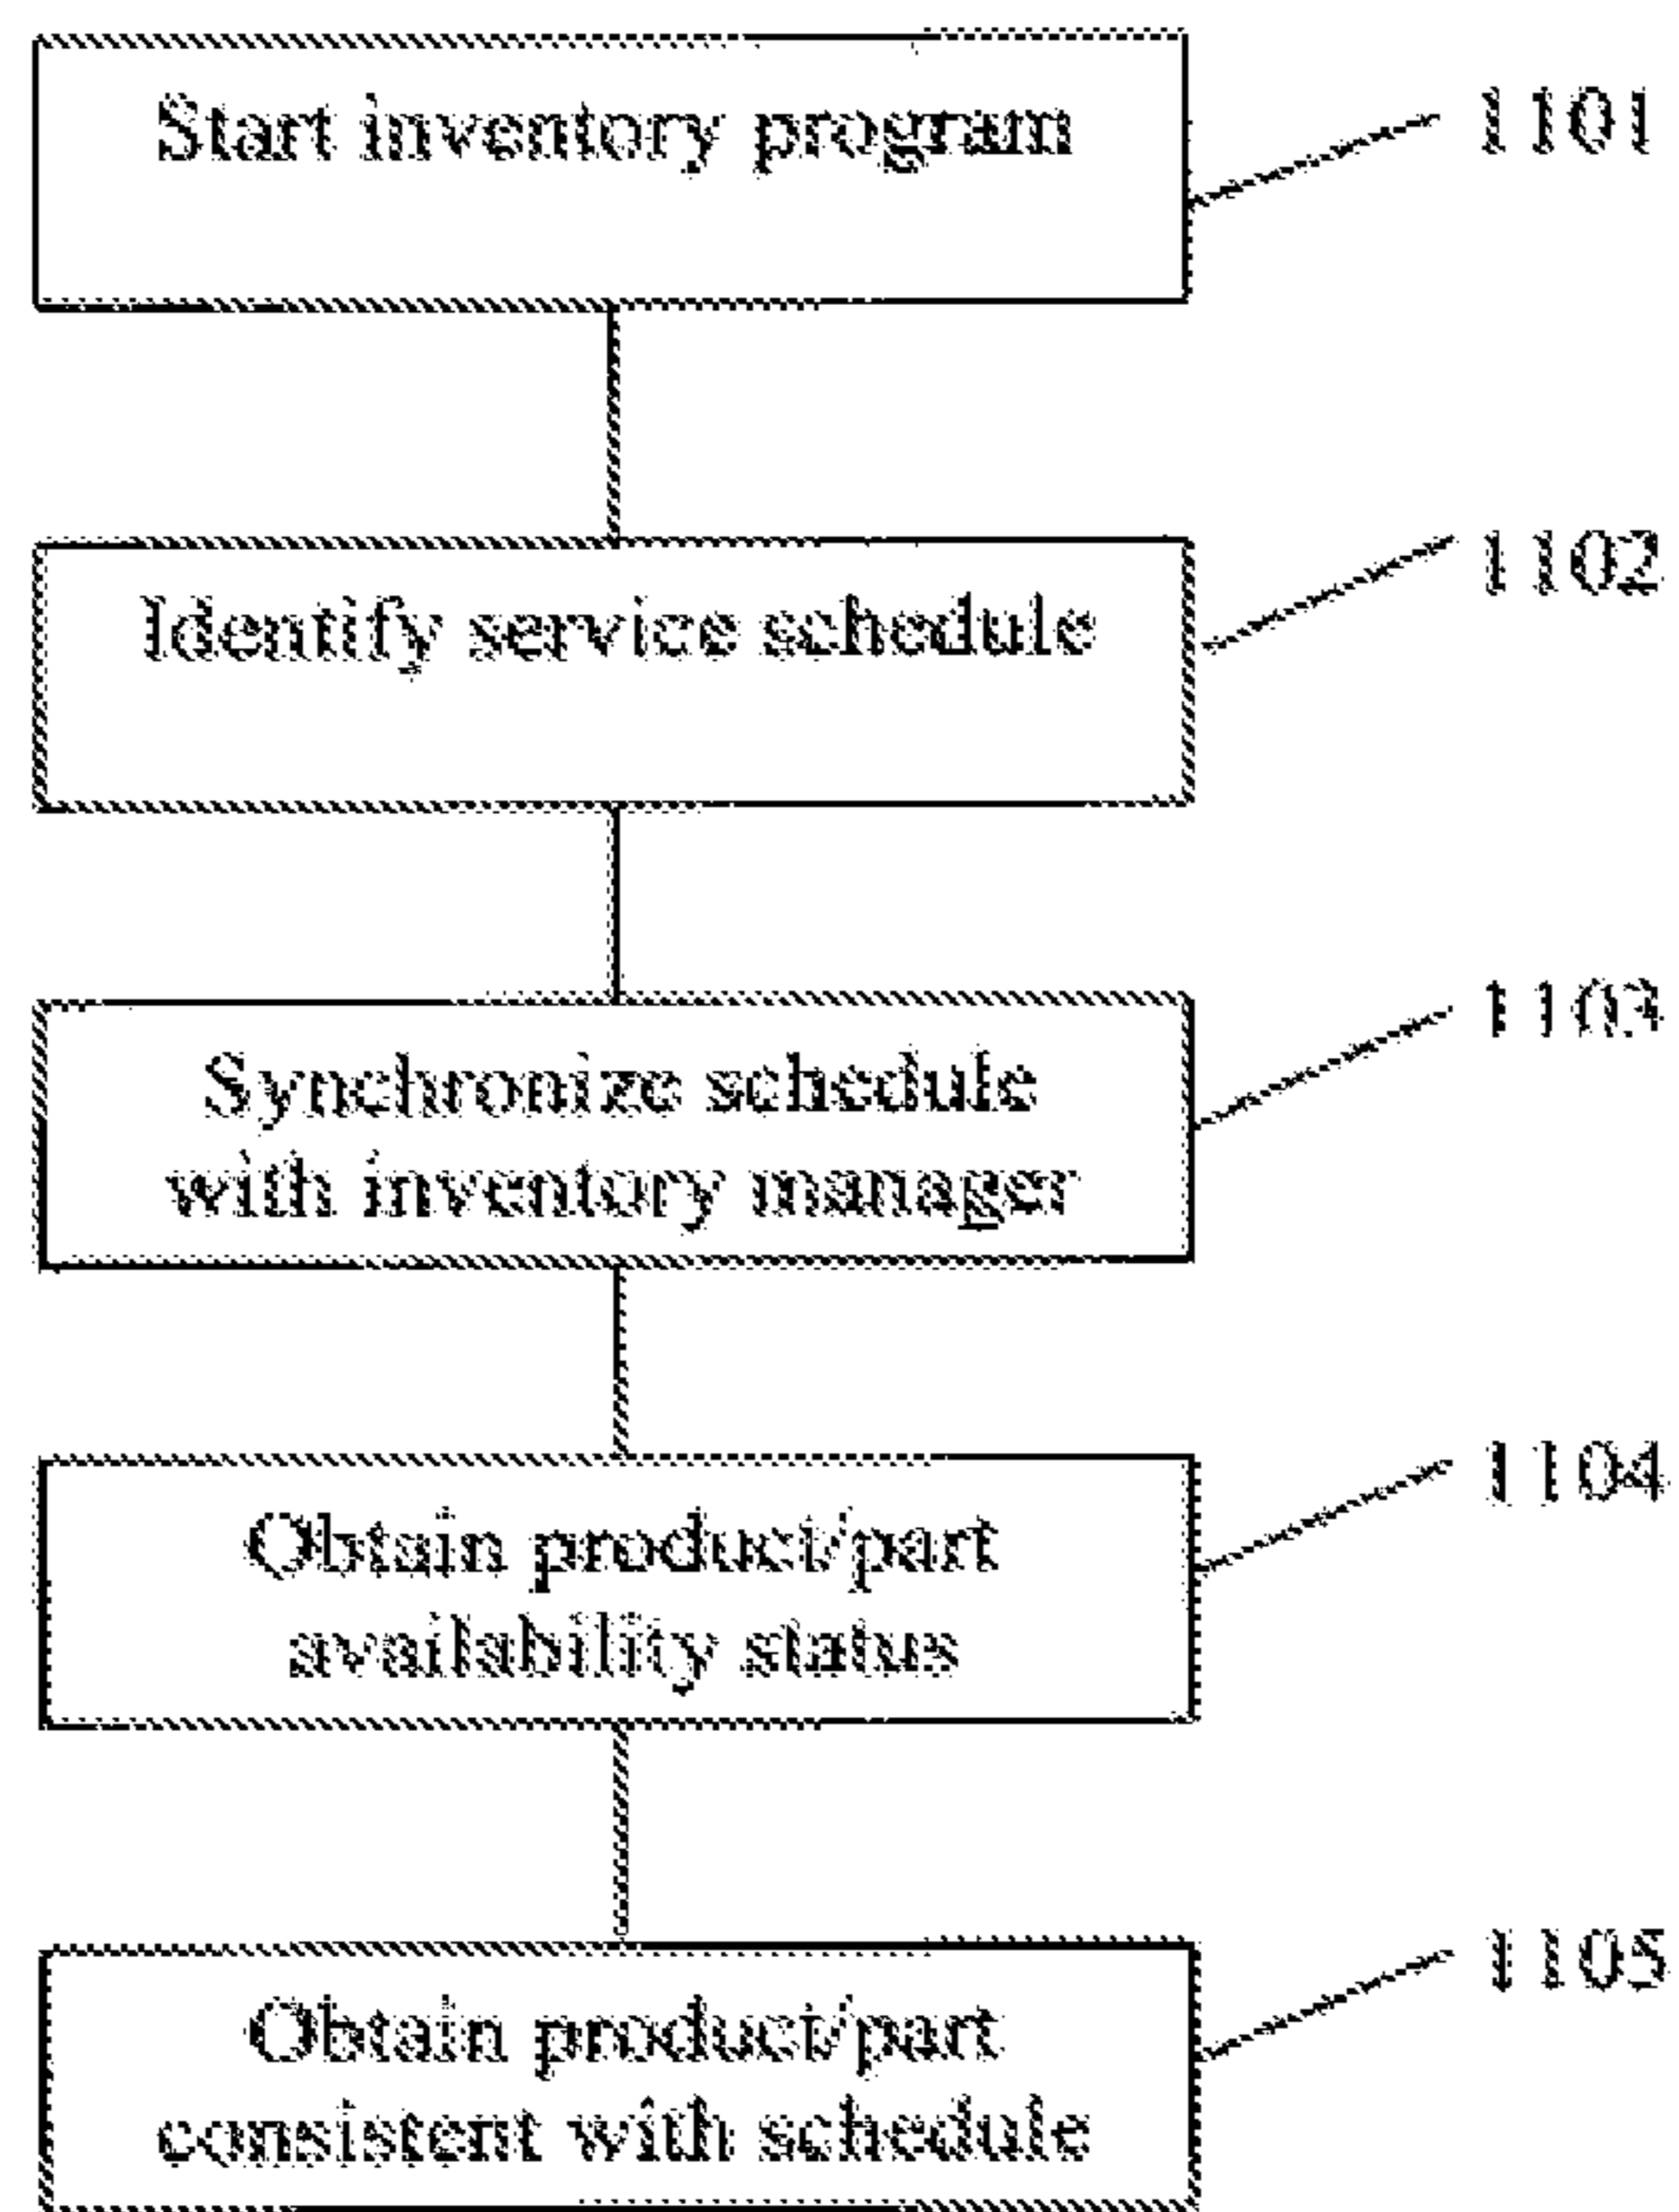 Start inventory program
1101
Identify service schedule
1102
Synchronize schedule
with inventory manager
1103
Obtain product/part
availability status
1104
Obtain product/part
consistent with schedule
1105